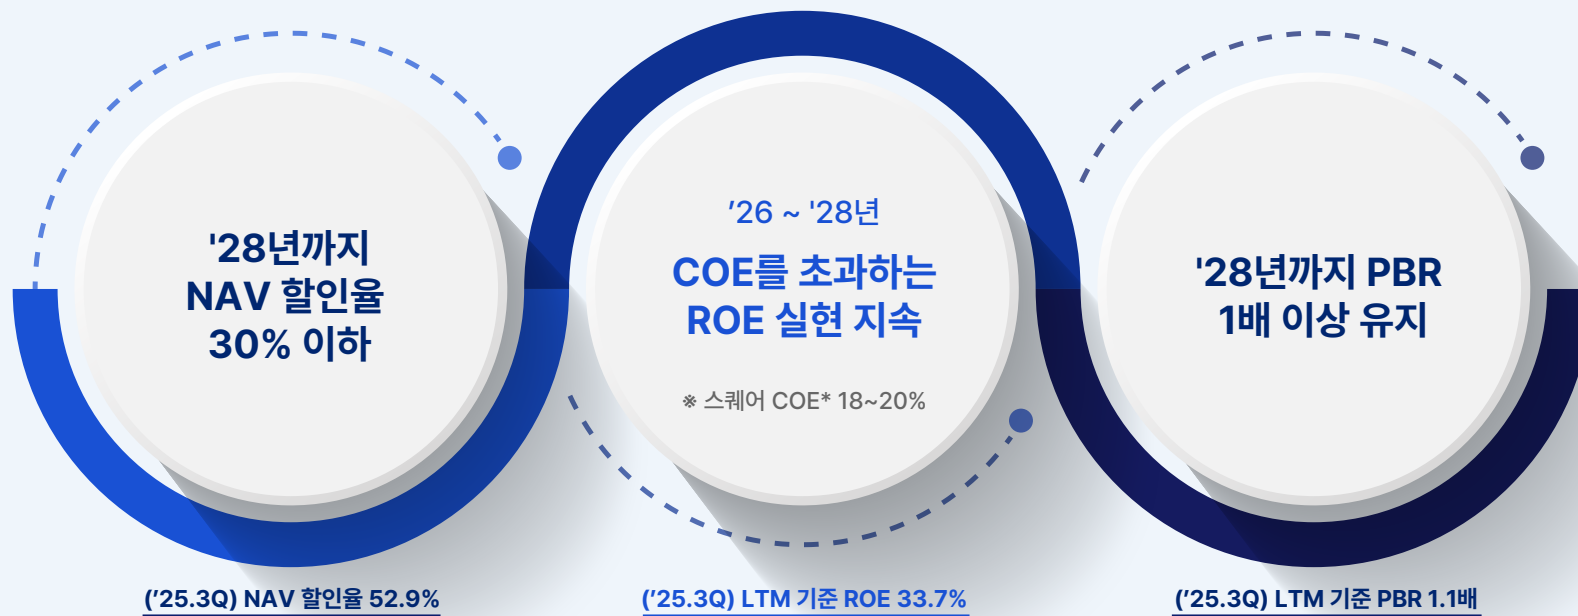 '28년까지
NAV 할인율
30% 이하
’26 ~ '28년
COE를 초과하는
ROE 실현 지속
※ 스퀘어 COE* 18~20%
'28년까지 PBR
1배 이상 유지
(’25.3Q) NAV 할인율 52.9%
(’25.3Q) LTM 기준 ROE 33.7%
(’25.3Q) LTM 기준 PBR 1.1배